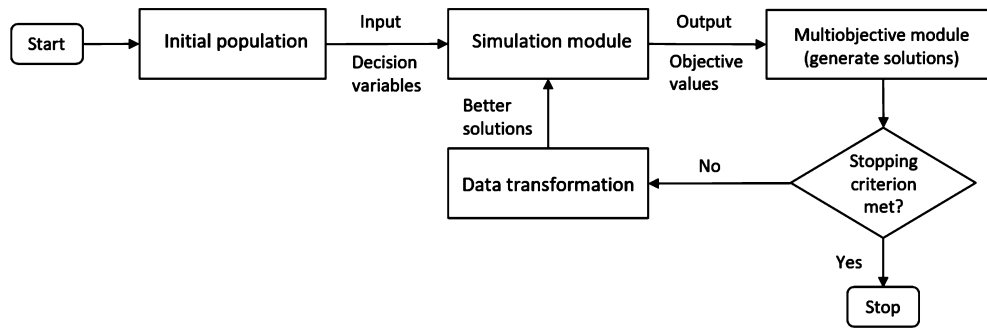 Start
Initial population
Input
Decision
variables
Simulation module
Output
Objective
values
Multiobjective module
(generate solutions)
Better
solutions
Data transformation
No
Stopping
criterion
met?
Yes
Stop